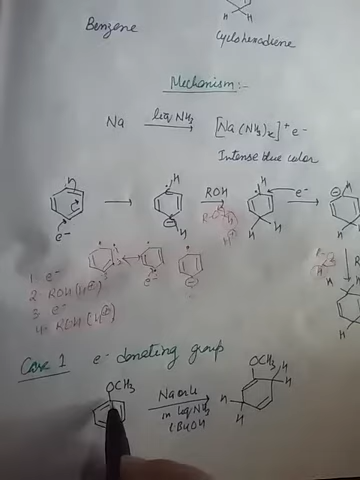 H H
Benzene
Cyclohexadiene
Mechanism:-
Na liq NH3 [Na(NH3)x]+ e-
Intense blue color
H H ROH H e-
e- H H H H
1. e-
2. ROH (H⊕)
3. e-
4. ROH (H⊕)
Case 1 e- donating group
OCH3 Na or Li OCH3 H
in liq NH3 H
t-BuOH H H